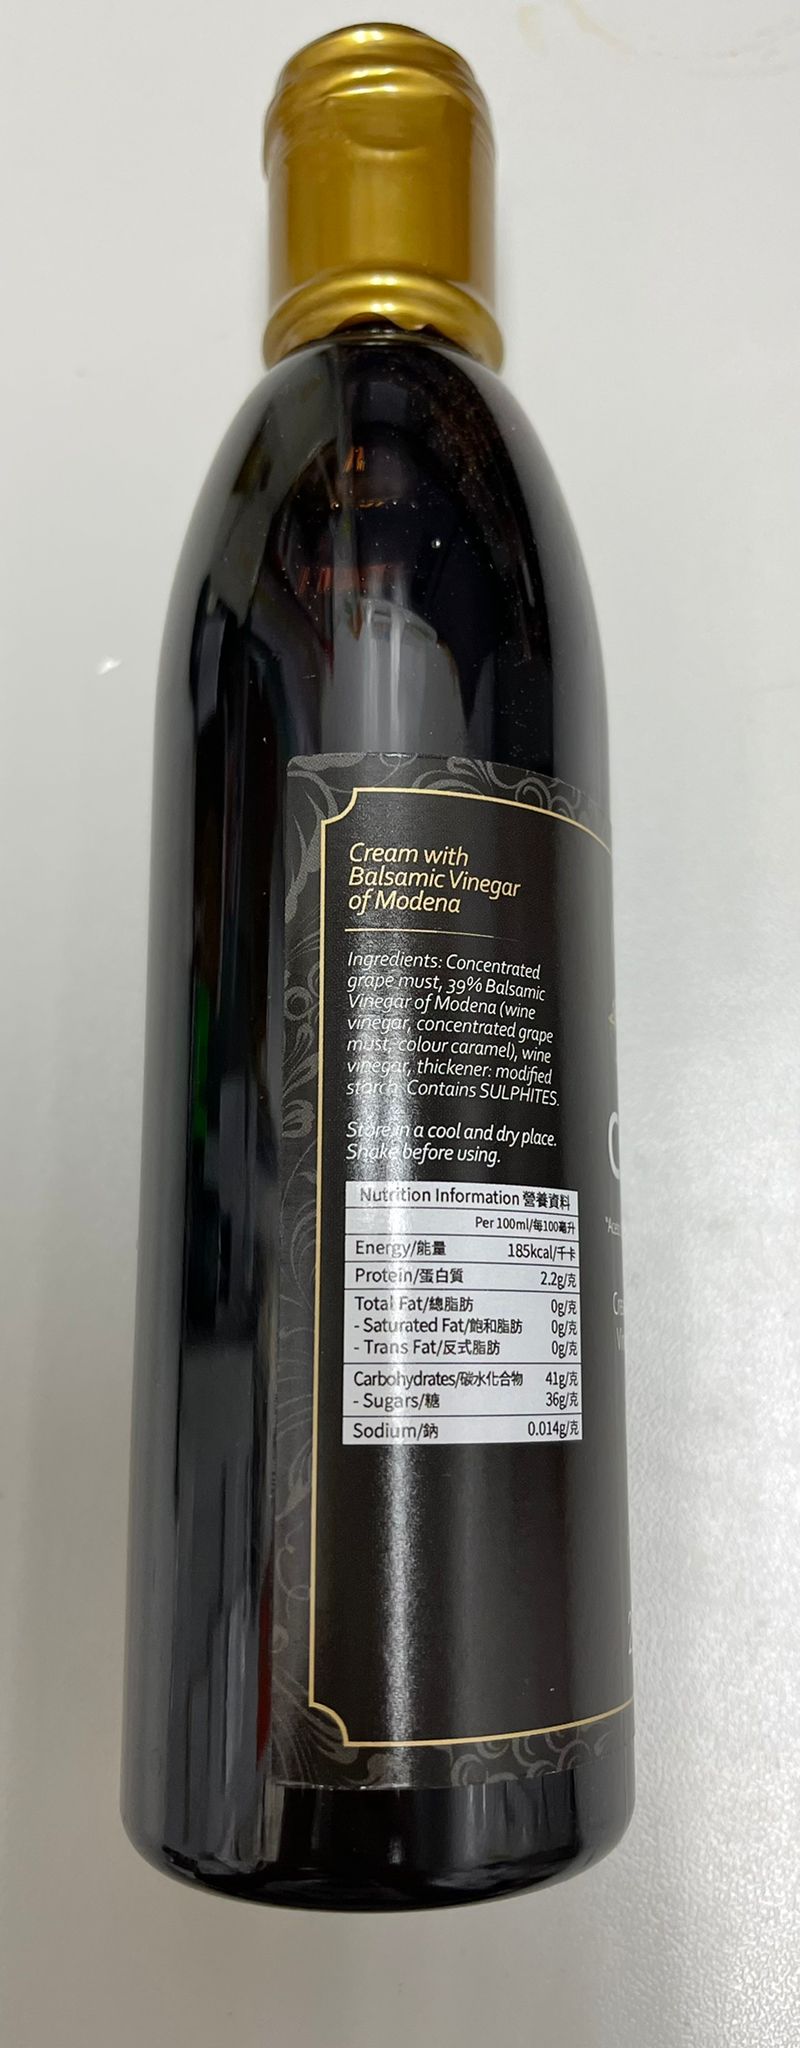 Cream with
Balsamic Vinegar
of Modena
Ingredients: Concentrated
grape must, 39% Balsamic
Vinegar of Modena (wine
vinegar, concentrated grape
must, colour caramel), wine
vinegar, thickener: modified
starch. Contains SULPHITES.
Store in a cool and dry place.
Shake before using.
Nutrition Information 營養資料
Per 100ml/每100毫升
Energy/能量 185kcal/千卡
Protein/蛋白質 2.2g/克
Total Fat/總脂肪 0g/克
- Saturated Fat/飽和脂肪 0g/克
- Trans Fat/反式脂肪 0g/克
Carbohydrates/碳水化合物 41g/克
- Sugars/糖 36g/克
Sodium/鈉 0.014g/克